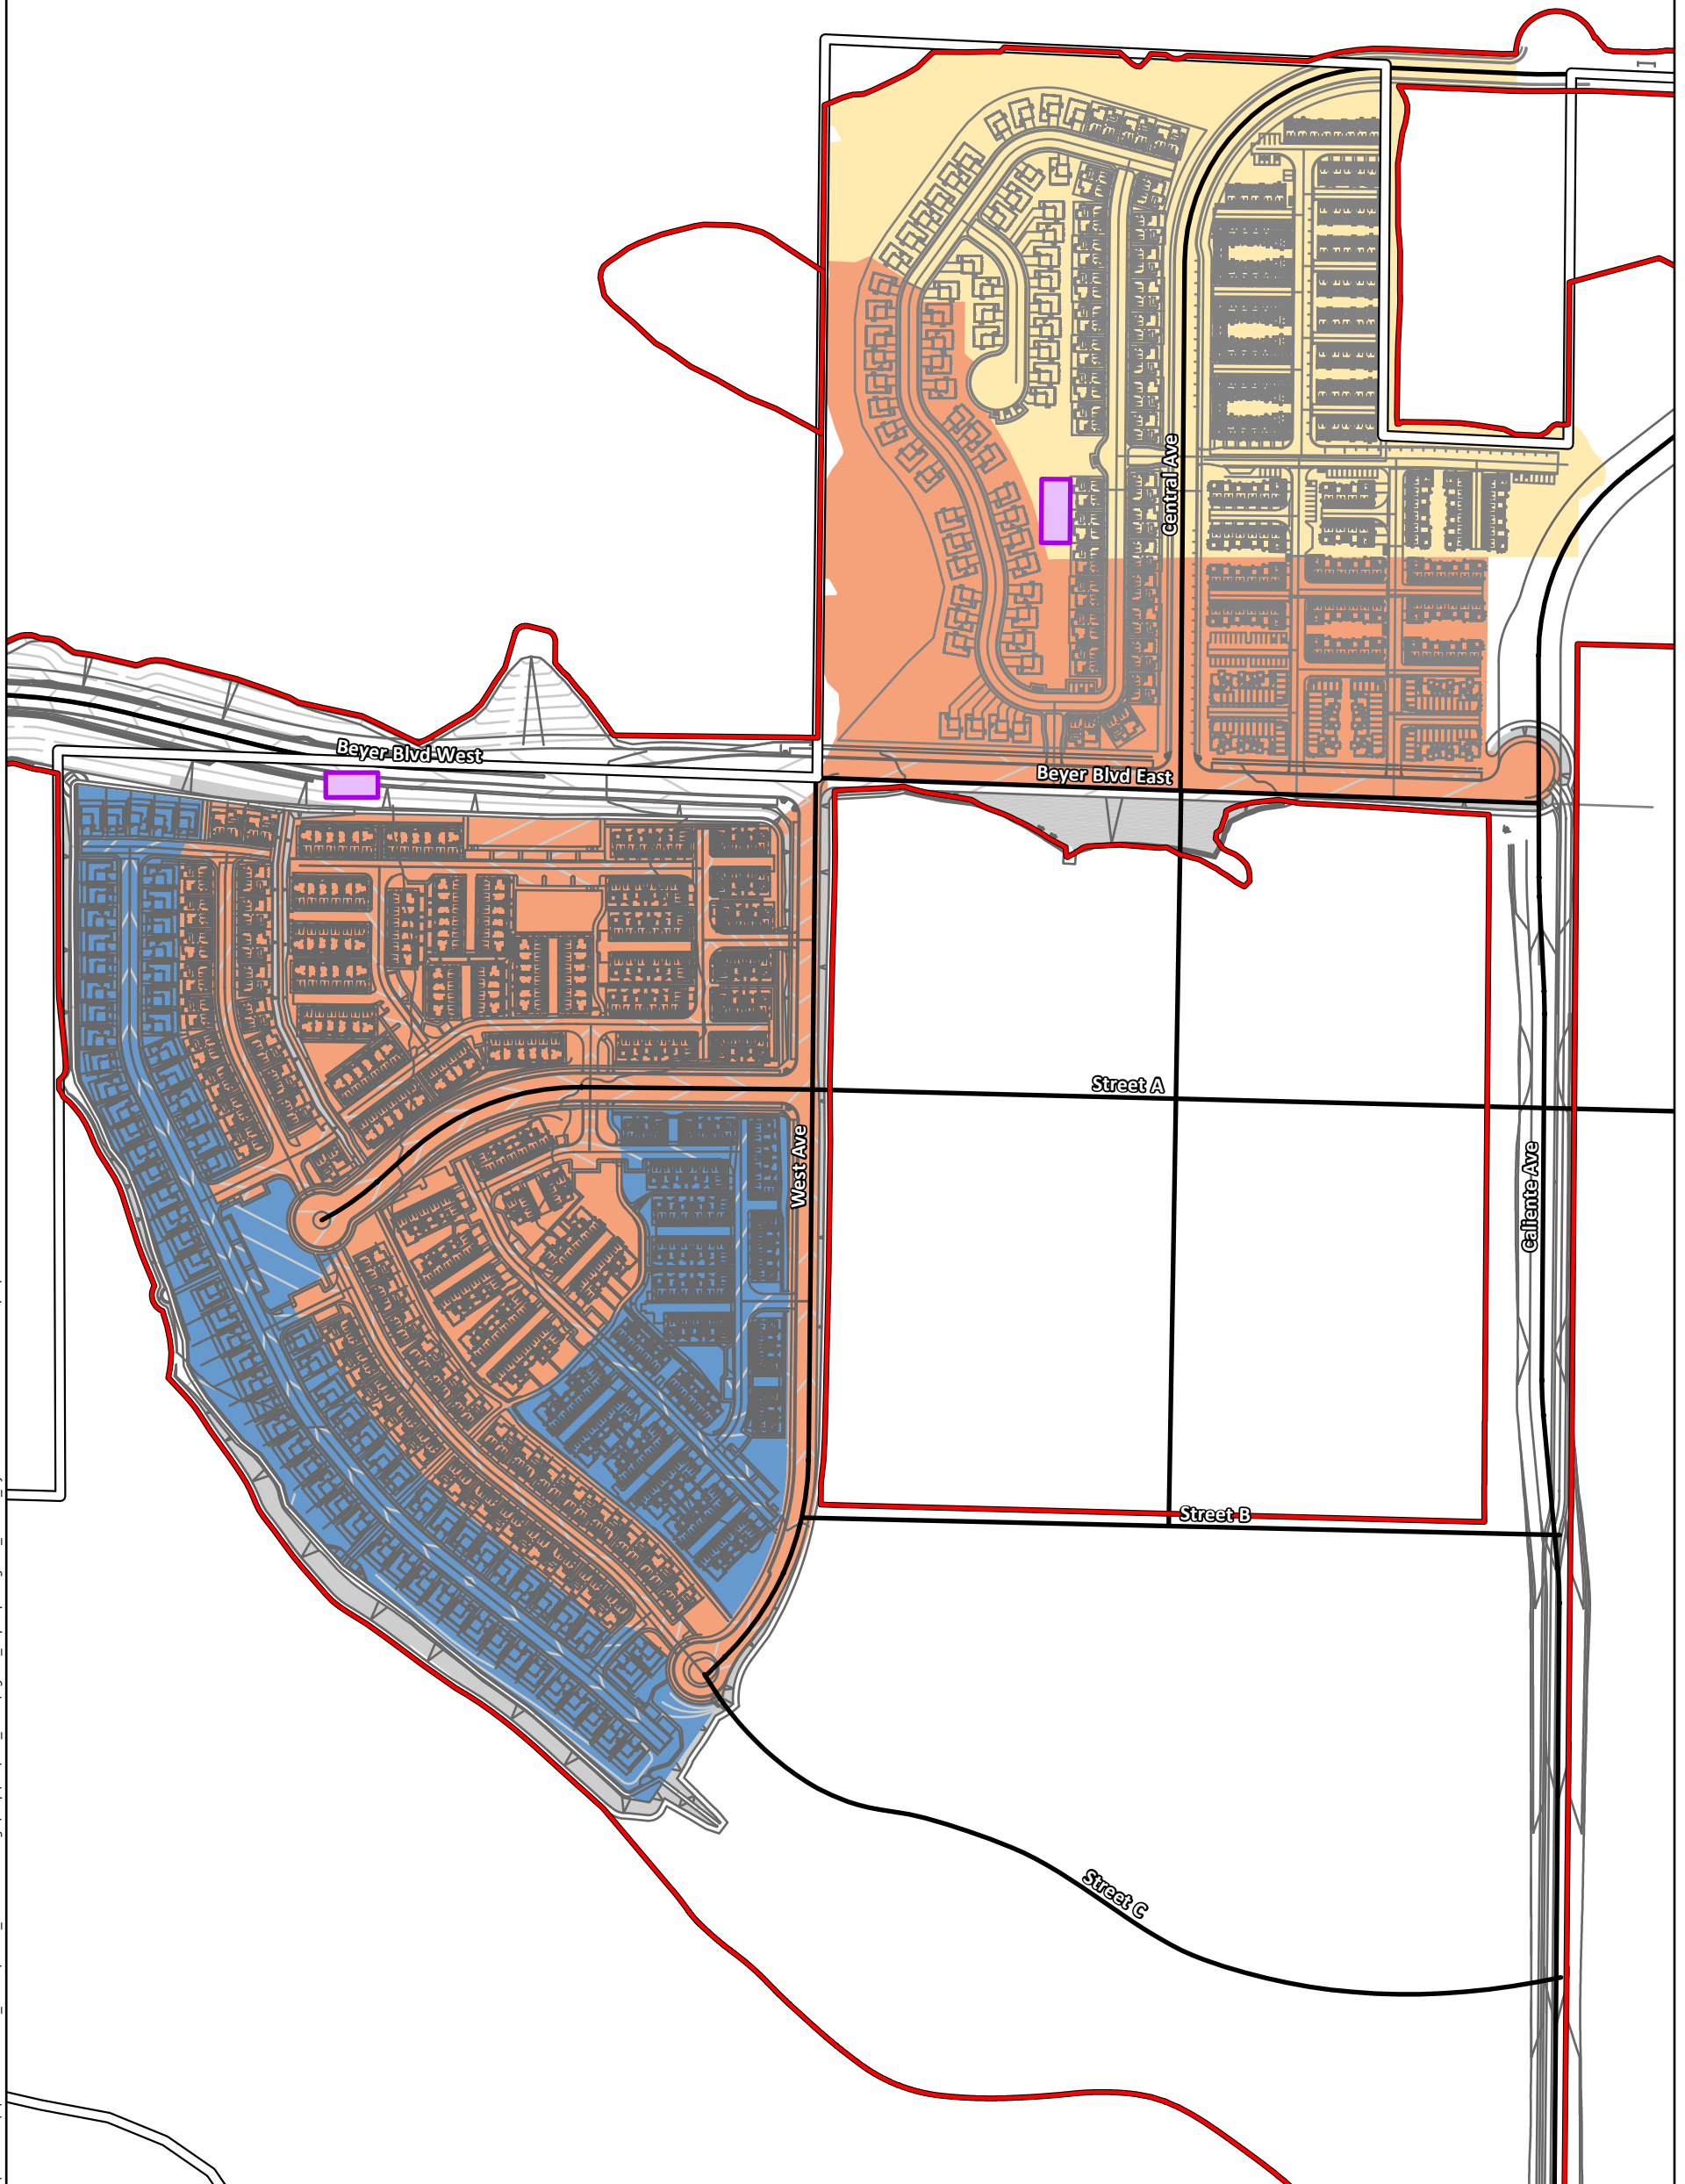 Central Ave
Beyer Blvd West
Beyer Blvd East
Street A
West Ave
Caliente Ave
Street B
Street C